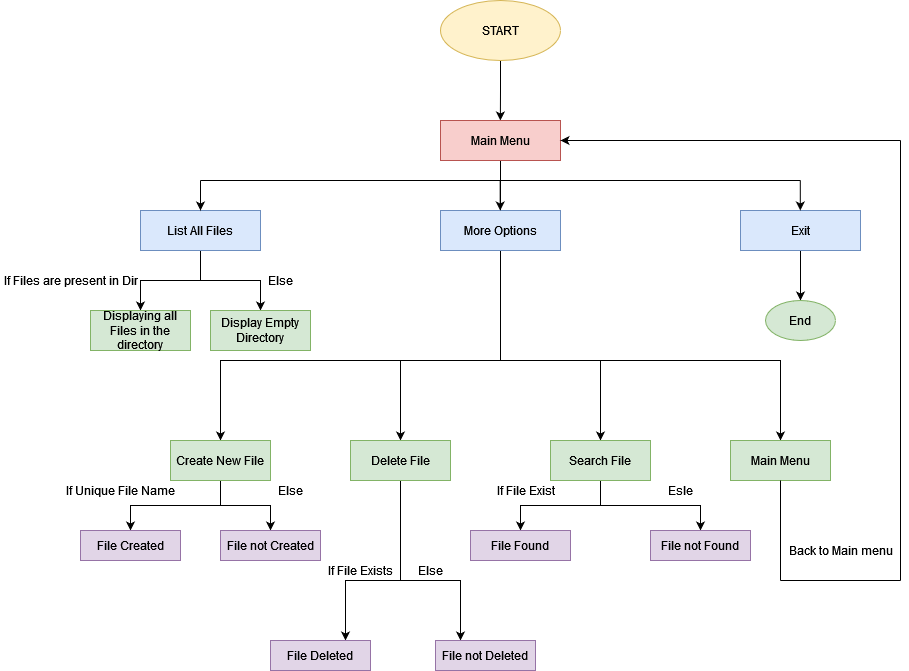 START
Main Menu
List All Files
More Options
Exit
If Files are present in Dir
Else
Displaying all
Files in the
directory
Display Empty
Directory
End
Create New File
Delete File
Search File
Main Menu
If Unique File Name
Else
If File Exist
Esle
File Created
File not Created
File Found
File not Found
Back to Main menu
If File Exists
Else
File Deleted
File not Deleted